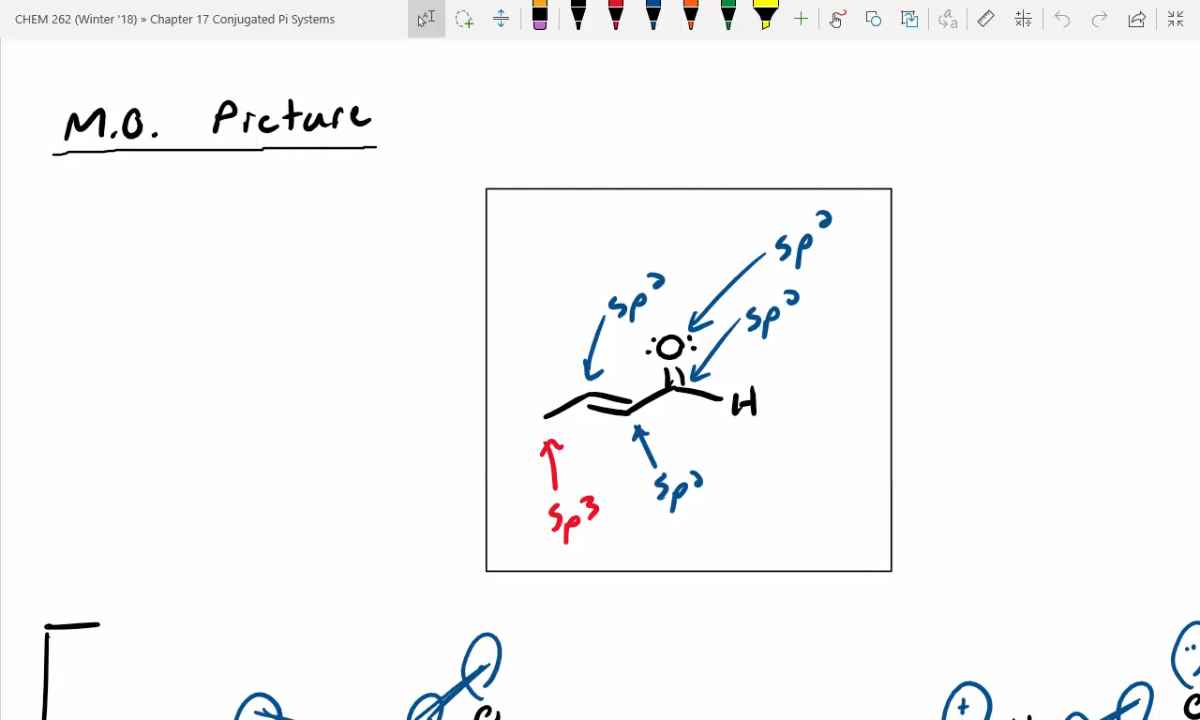 CHEM 262 (Winter '18) » Chapter 17 Conjugated Pi Systems
M.O. Picture
sp²
sp²
sp²
:O:
H
sp²
sp³
+